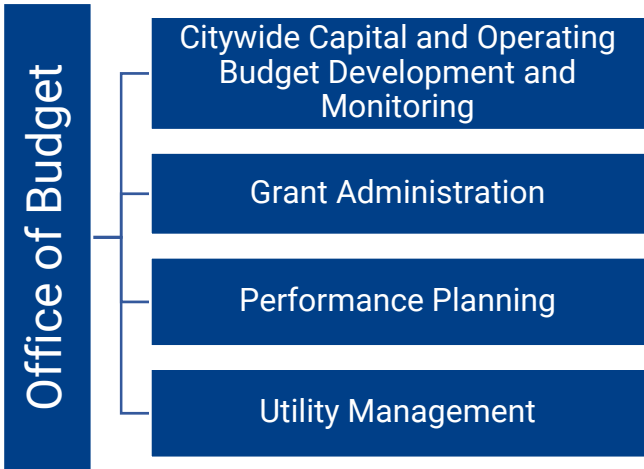 Office of Budget
Citywide Capital and Operating
Budget Development and
Monitoring
Grant Administration
Performance Planning
Utility Management